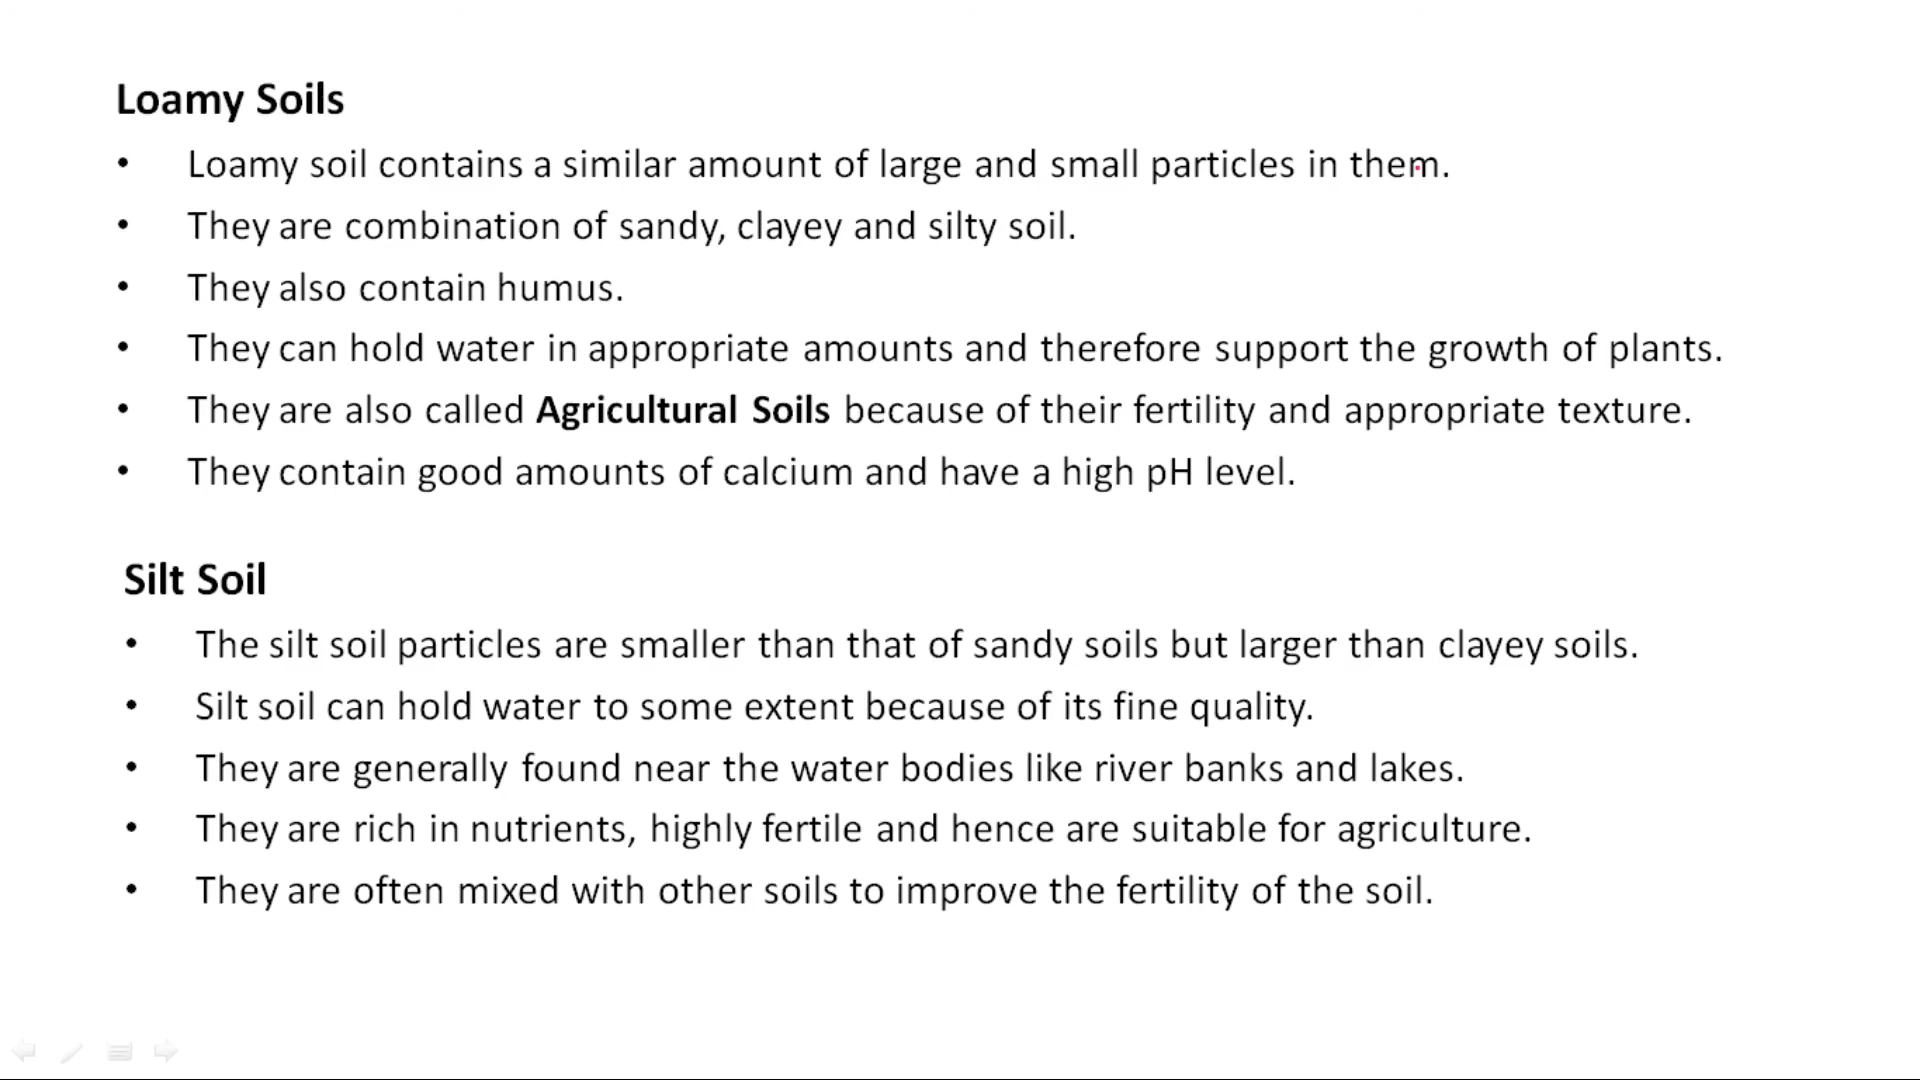 Loamy Soils
• Loamy soil contains a similar amount of large and small particles in them.
• They are combination of sandy, clayey and silty soil.
• They also contain humus.
• They can hold water in appropriate amounts and therefore support the growth of plants.
• They are also called Agricultural Soils because of their fertility and appropriate texture.
• They contain good amounts of calcium and have a high pH level.
Silt Soil
• The silt soil particles are smaller than that of sandy soils but larger than clayey soils.
• Silt soil can hold water to some extent because of its fine quality.
• They are generally found near the water bodies like river banks and lakes.
• They are rich in nutrients, highly fertile and hence are suitable for agriculture.
• They are often mixed with other soils to improve the fertility of the soil.